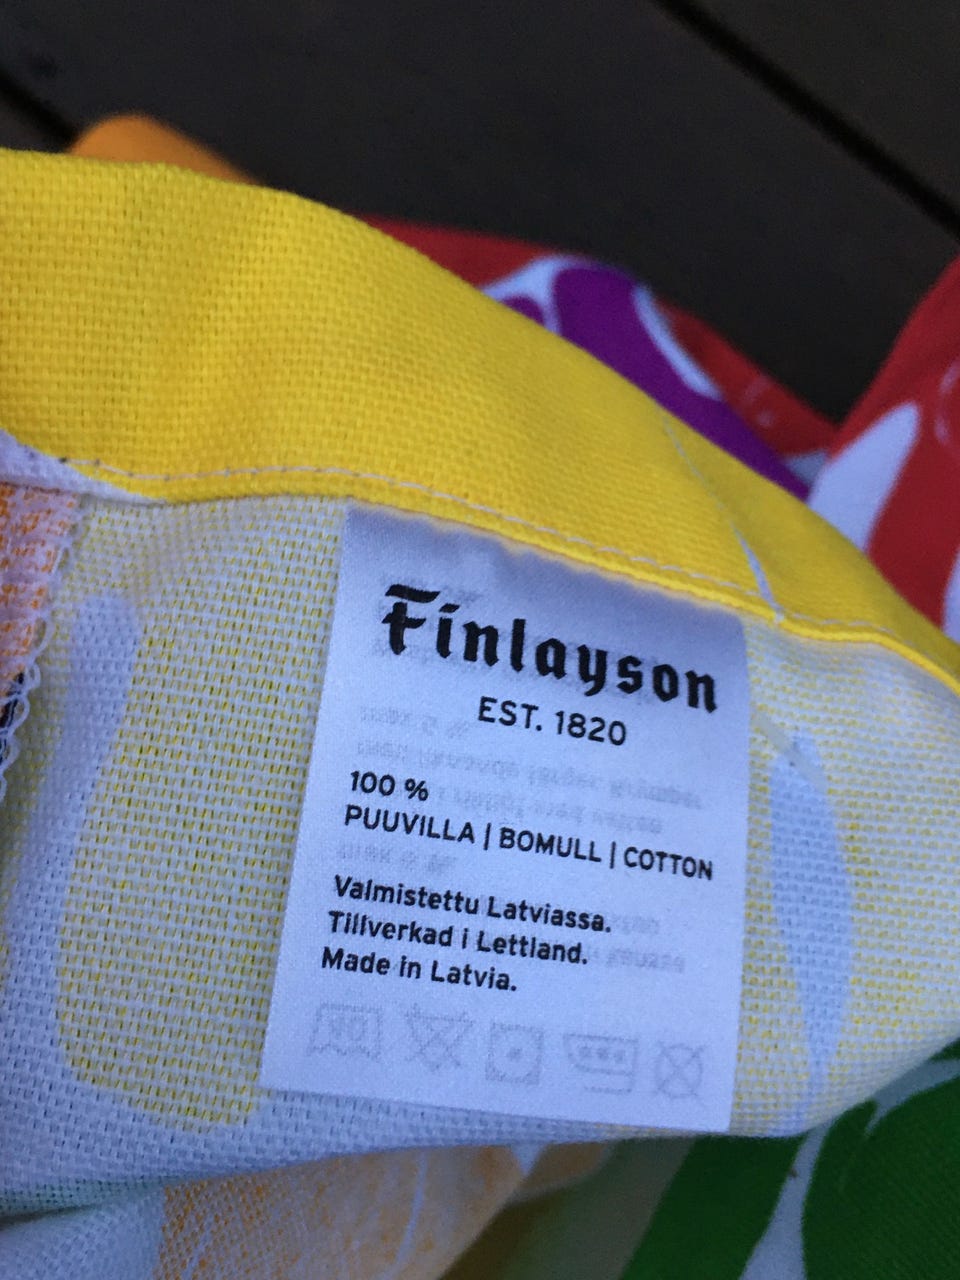 Finlayson
EST. 1820
100 %
PUUVILLA | BOMULL | COTTON
Valmistettu Latviassa.
Tillverkad i Lettland.
Made in Latvia.